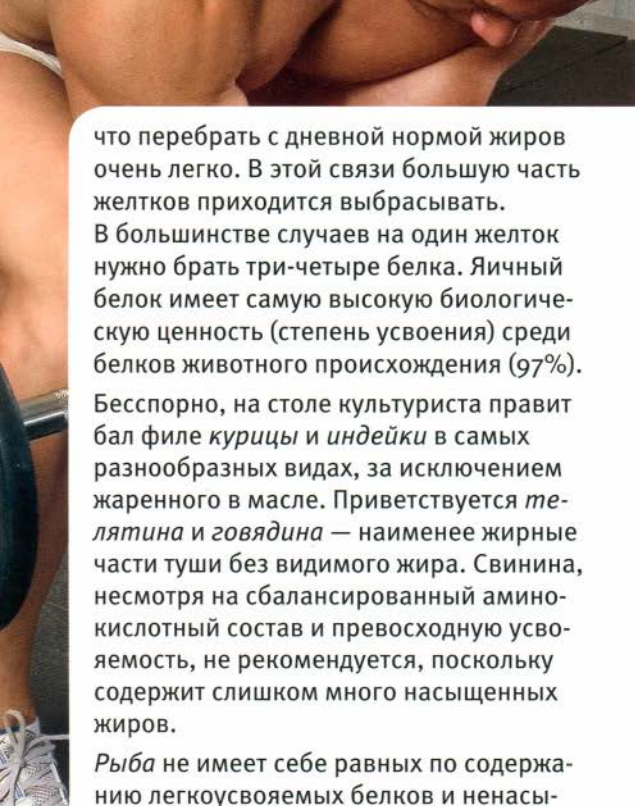 что перебрать с дневной нормой жиров
очень легко. В этой связи большую часть
желтков приходится выбрасывать.
В большинстве случаев на один желток
нужно брать три-четыре белка. Яичный
белок имеет самую высокую биологиче-
скую ценность (степень усвоения) среди
белков животного происхождения (97%).
Бесспорно, на столе культуриста правит
бал филе курицы и индейки в самых
разнообразных видах, за исключением
жаренного в масле. Приветствуется те-
лятина и говядина — наименее жирные
части туши без видимого жира. Свинина,
несмотря на сбалансированный амино-
кислотный состав и превосходную усво-
яемость, не рекомендуется, поскольку
содержит слишком много насыщенных
жиров.
Рыба не имеет себе равных по содержа-
нию легкоусвояемых белков и ненасы-